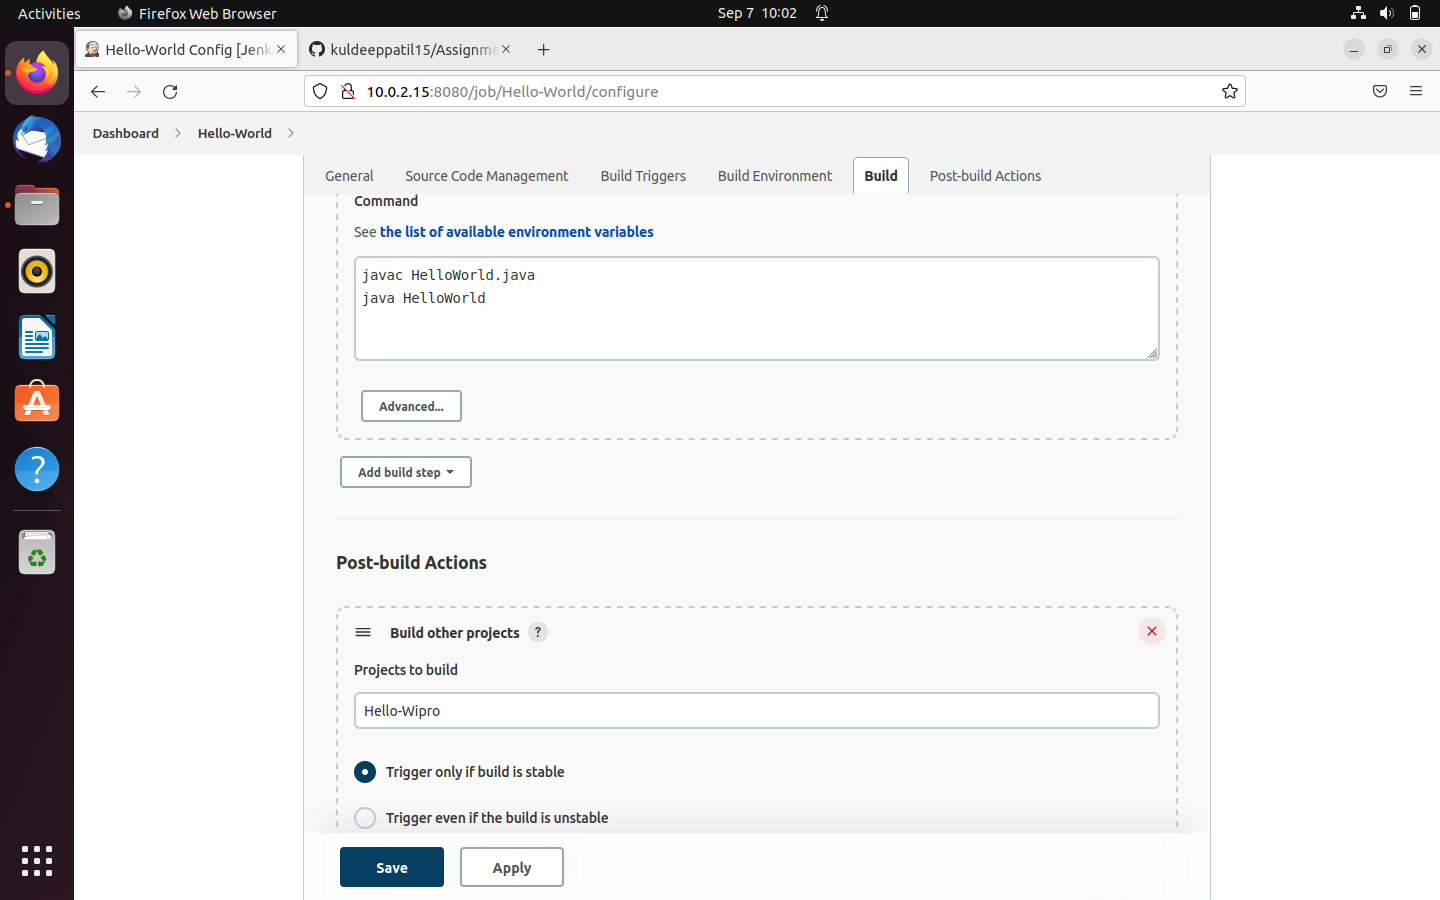 Activities
Firefox Web Browser
Sep 7 10:02
Hello-World Config [Jenk
kuldeeppatil15/Assignme
10.0.2.15:8080/job/Hello-World/configure
Dashboard
Hello-World
General
Source Code Management
Build Triggers
Build Environment
Build
Post-build Actions
Command
See the list of available environment variables
javac HelloWorld.java
java HelloWorld
Advanced...
Add build step
Post-build Actions
Build other projects
?
Projects to build
Hello-Wipro
Trigger only if build is stable
Trigger even if the build is unstable
Save
Apply